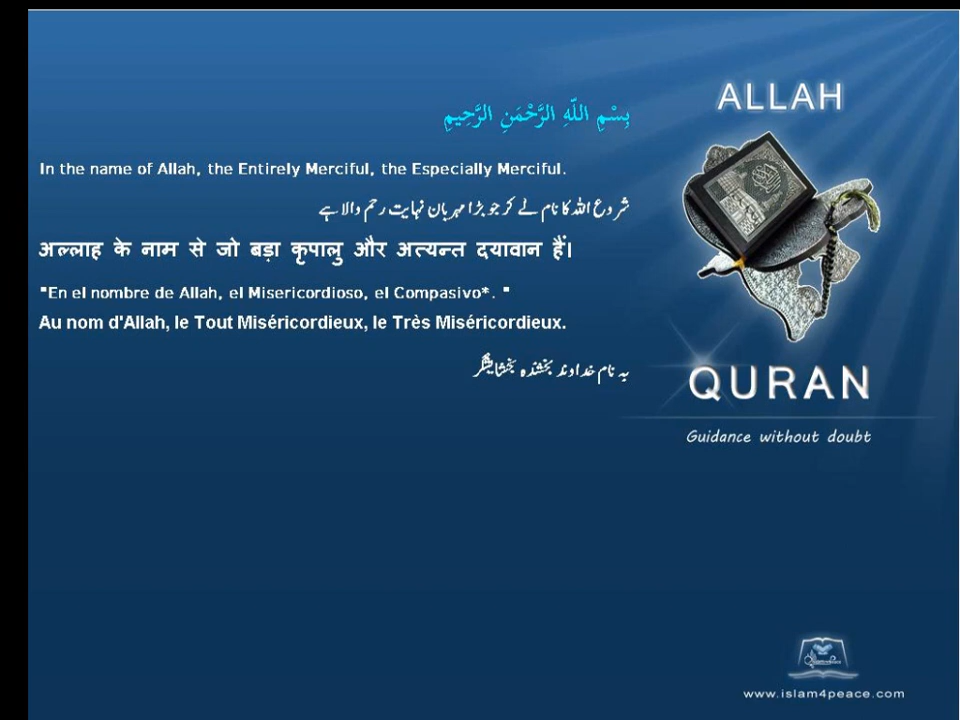 بِسْمِ اللّهِ الرَّحْمَنِ الرَّحِيمِ
In the name of Allah, the Entirely Merciful, the Especially Merciful.
شروع الله کا نام لے کر جو بڑا مہربان نہایت رحم والا ہے
अल्लाह के नाम से जो बड़ा कृपालु और अत्यन्त दयावान हैं।
"En el nombre de Allah, el Misericordioso, el Compasivo*. "
Au nom d'Allah, le Tout Miséricordieux, le Très Miséricordieux.
به نام خداوند بخشنده بخشایشگر
ALLAH
QURAN
Guidance without doubt
www.islam4peace.com